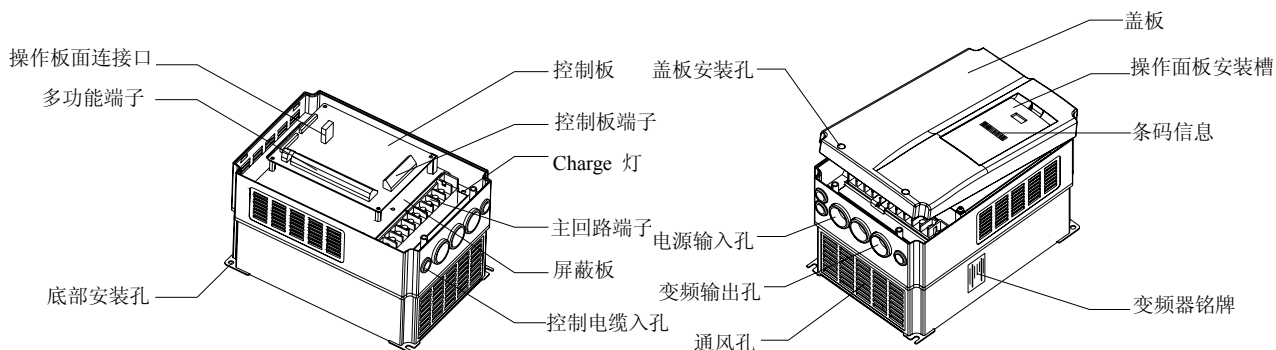 操作板面连接口
多功能端子
底部安装孔
控制板
控制板端子
Charge 灯
主回路端子
屏蔽板
控制电缆入孔
盖板安装孔
电源输入孔
变频输出孔
通风孔
盖板
操作面板安装槽
条码信息
变频器铭牌